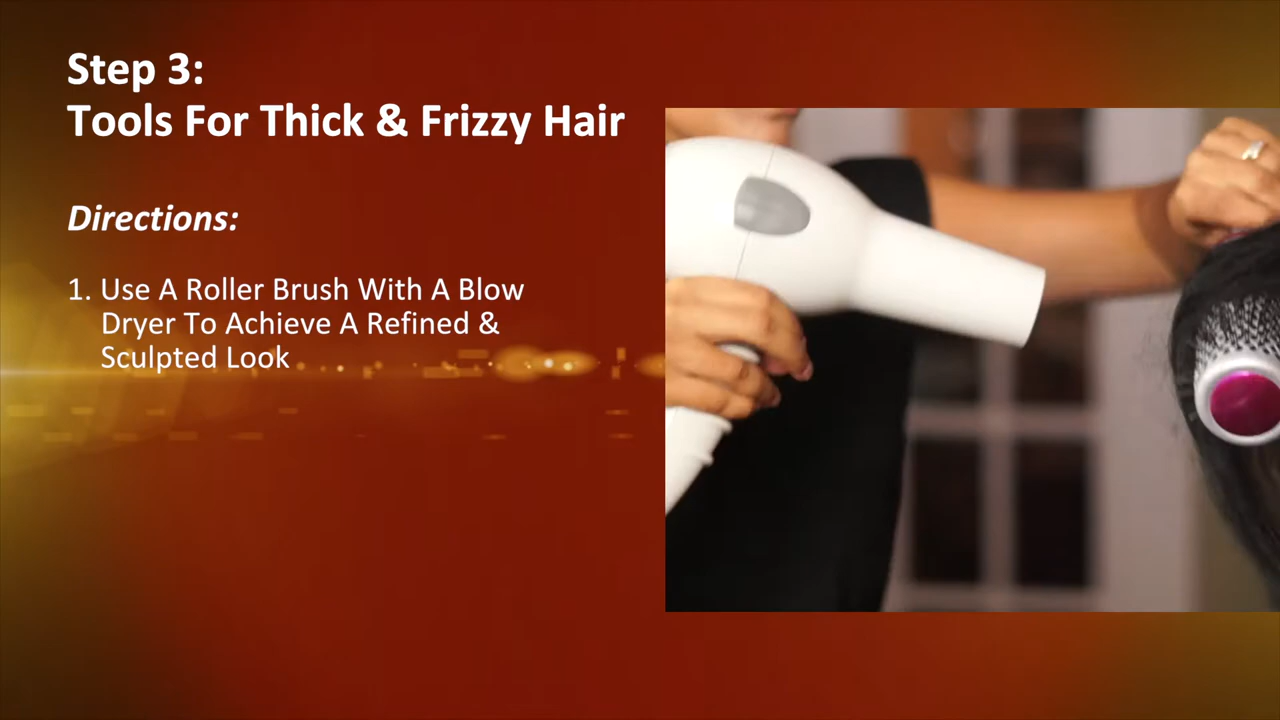 Step 3:
Tools For Thick & Frizzy Hair
Directions:
1. Use A Roller Brush With A Blow
Dryer To Achieve A Refined &
Sculpted Look